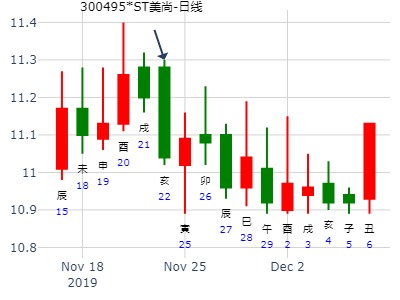 300495*ST美尚-日线
11.4
11.3
11.2
11.1
11
10.9
10.8
辰
15
未
18
申
19
酉
20
戌
21
亥
22
寅
25
卯
26
辰
27
巳
28
午
29
酉
2
戌
3
亥
4
子
5
丑
6
Nov 18
2019
Nov 25
Dec 2